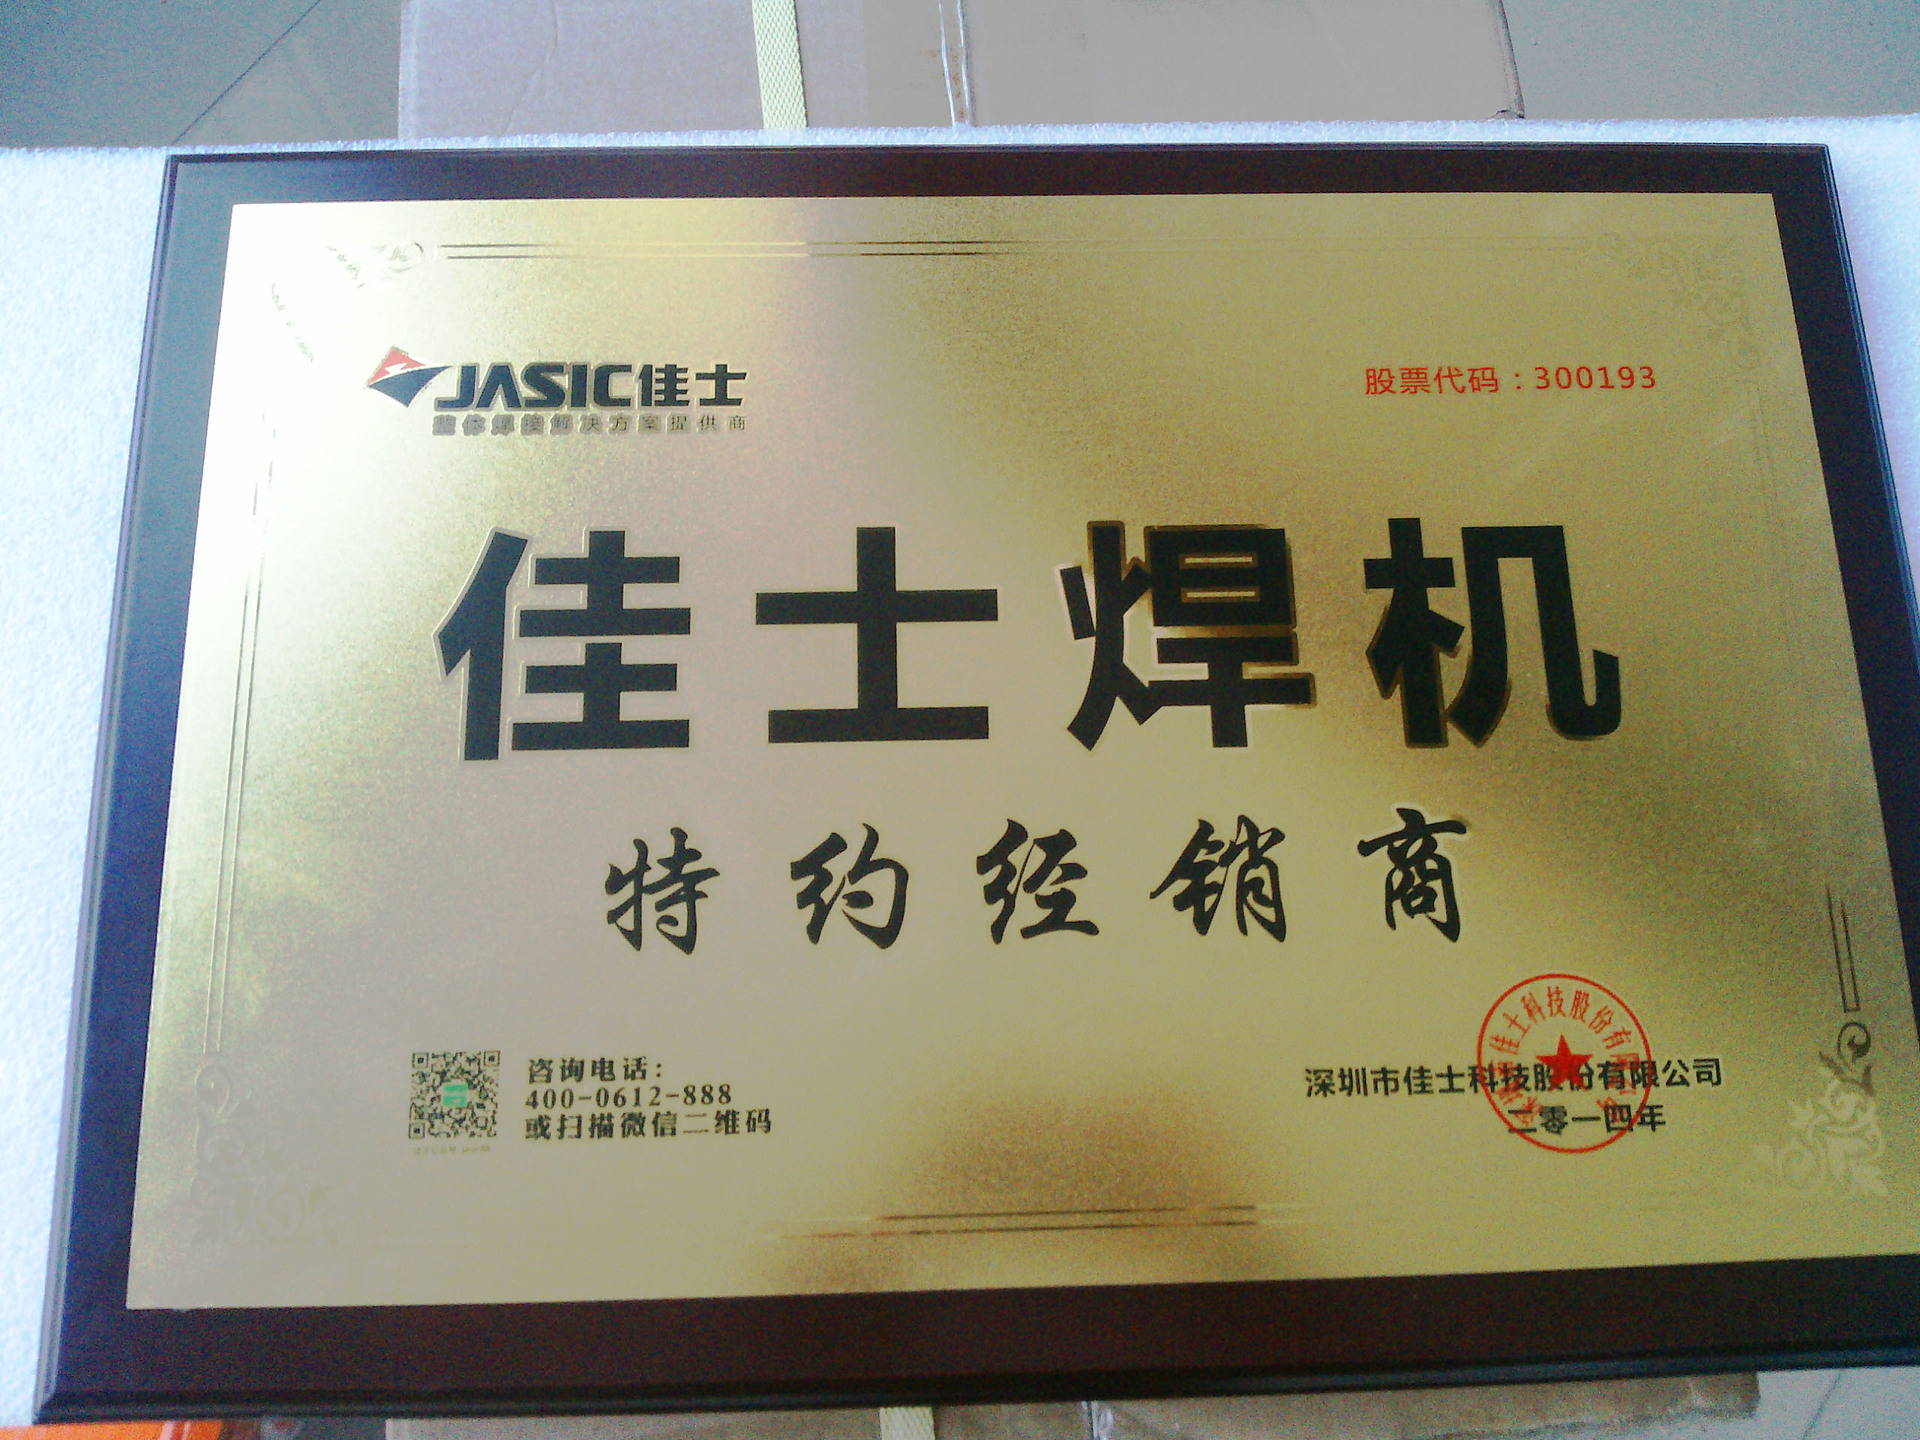 JASIC佳士
股票代码：300193
整体焊接解决方案提供商
佳士焊机
特约经销商
咨询电话：
400-0612-888
或扫描微信二维码
深圳市佳士科技股份有限公司
二零一四年